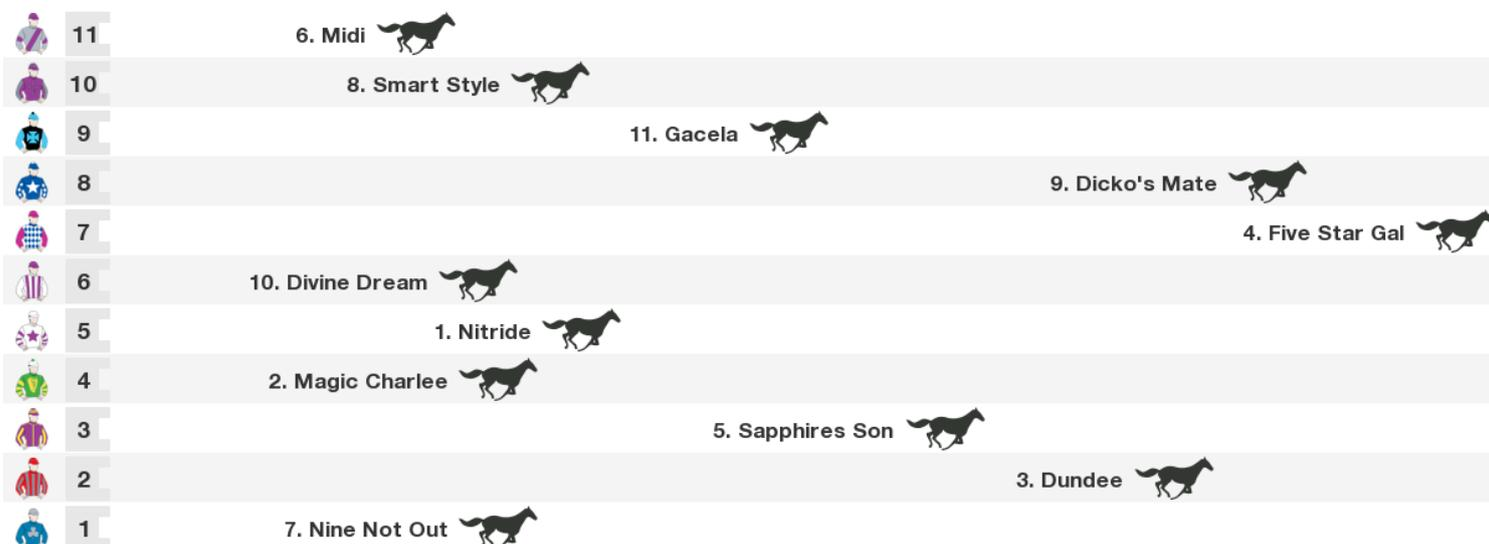 11 6. Midi
10 8. Smart Style
9 11. Gacela
8 9. Dicko's Mate
7 4. Five Star Gal
6 10. Divine Dream
5 1. Nitride
4 2. Magic Charlee
3 5. Sapphires Son
2 3. Dundee
1 7. Nine Not Out